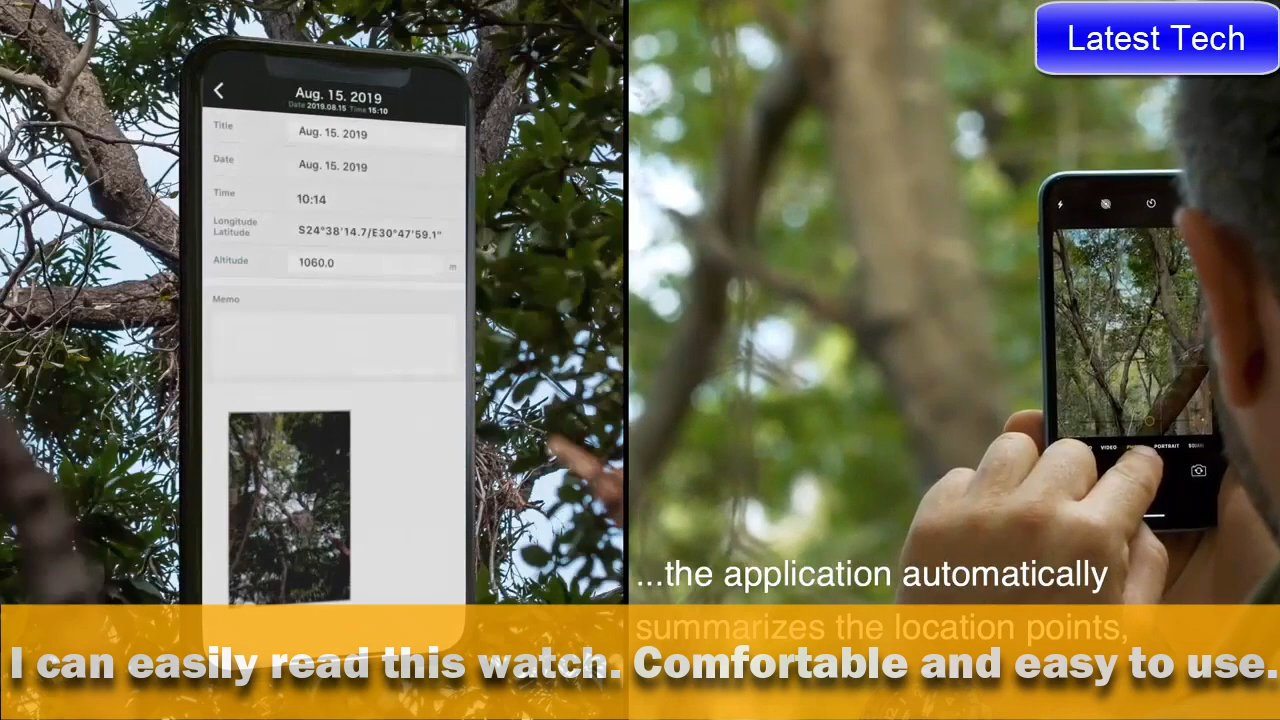 Latest Tech
Aug. 15. 2019
Date 2019.08.15 Time 15:10
Title Aug. 15. 2019
Date Aug. 15. 2019
Time 10:14
Longitude
Latitude S24°38'14.7/E30°47'59.1"
Altitude 1060.0 m
Memo
VIDEO PORTRAIT
...the application automatically
summarizes the location points,
I can easily read this watch. Comfortable and easy to use.